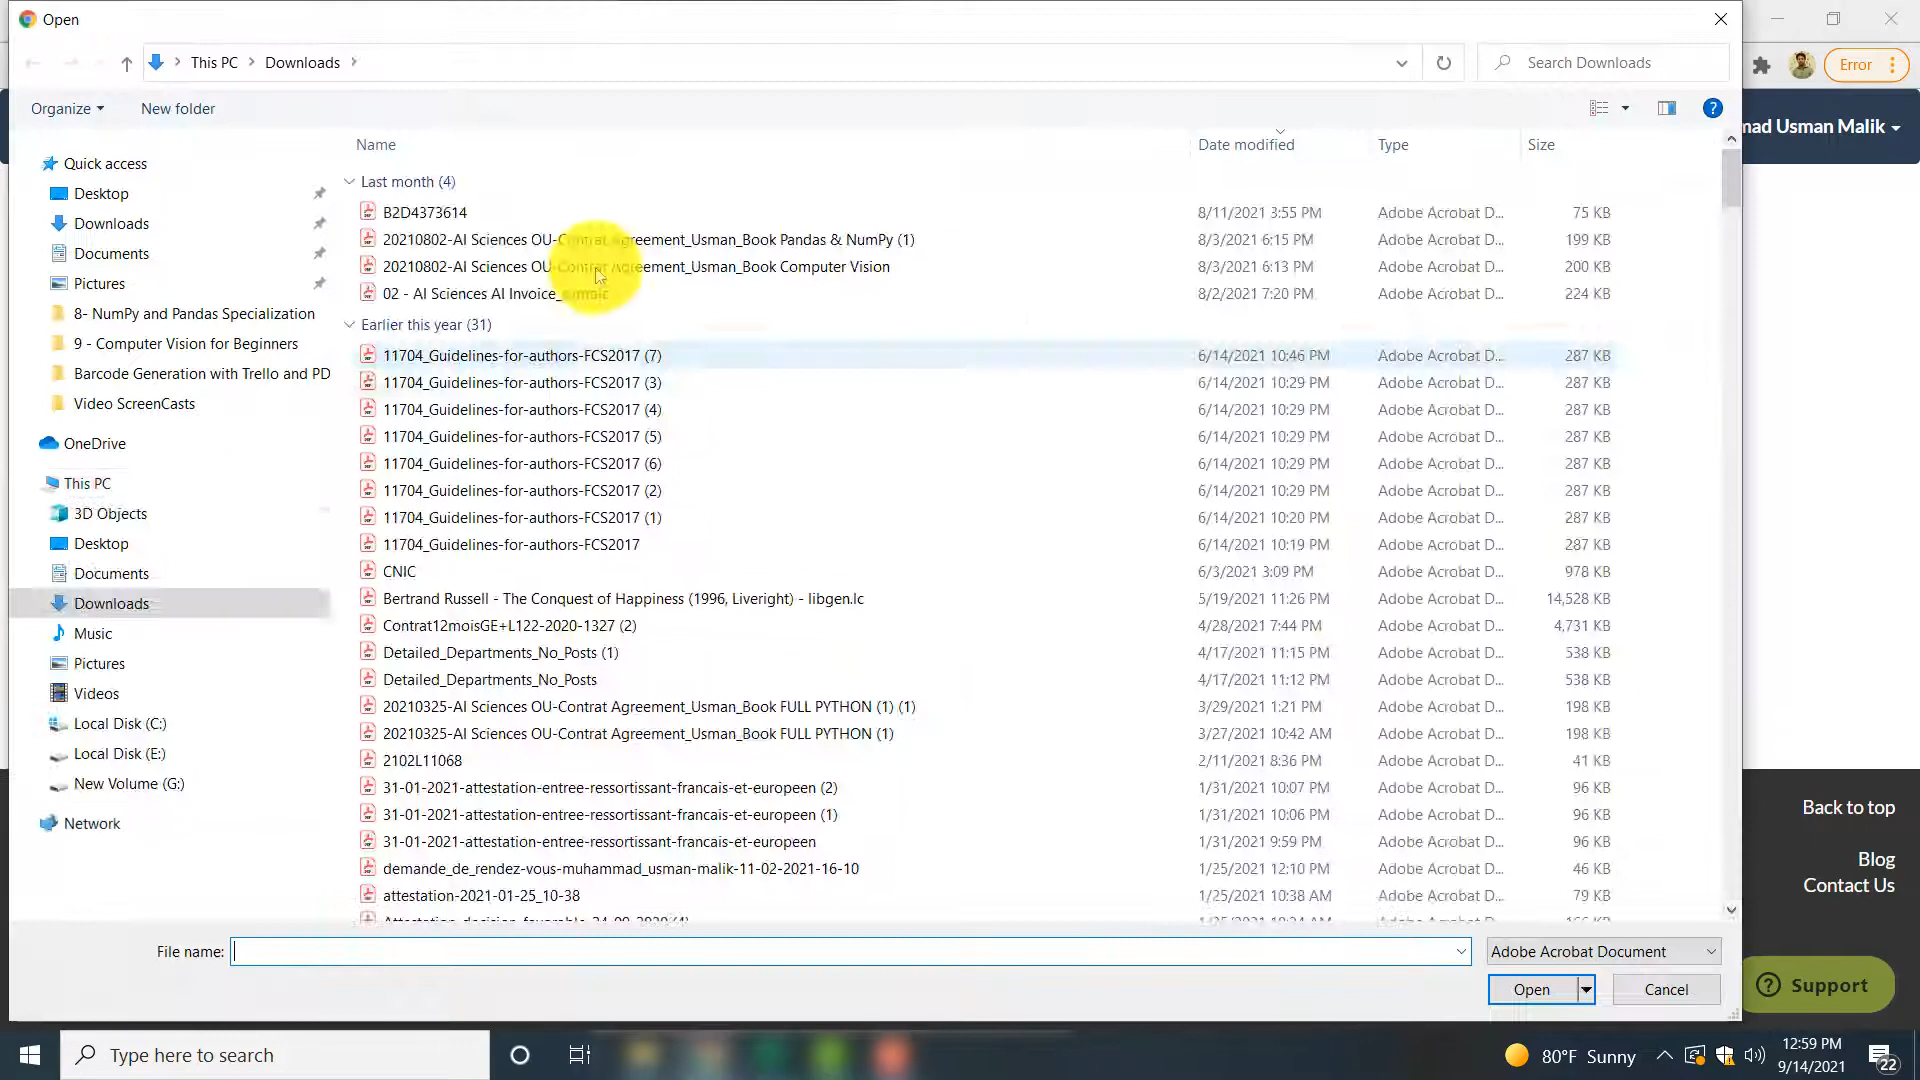 Open
This PC
Downloads
Search Downloads
Error
Organize
New folder
mad Usman Malik
Name
Date modified
Type
Size
Quick access
Desktop
Downloads
Documents
Pictures
8- NumPy and Pandas Specialization
9 - Computer Vision for Beginners
Barcode Generation with Trello and PD
Video ScreenCasts
OneDrive
This PC
3D Objects
Desktop
Documents
Downloads
Music
Pictures
Videos
Local Disk (C:)
Local Disk (E:)
New Volume (G:)
Network
Last month (4)
B2D4373614 8/11/2021 3:55 PM Adobe Acrobat D... 75 KB
20210802-AI Sciences OU-Contrat Agreement_Usman_Book Pandas & NumPy (1) 8/3/2021 6:15 PM Adobe Acrobat D... 199 KB
20210802-AI Sciences OU-Contrat Agreement_Usman_Book Computer Vision 8/3/2021 6:13 PM Adobe Acrobat D... 200 KB
02 - AI Sciences AI Invoice_ 8/2/2021 7:20 PM Adobe Acrobat D... 224 KB
Earlier this year (31)
11704_Guidelines-for-authors-FCS2017 (7) 6/14/2021 10:46 PM Adobe Acrobat D... 287 KB
11704_Guidelines-for-authors-FCS2017 (3) 6/14/2021 10:29 PM Adobe Acrobat D... 287 KB
11704_Guidelines-for-authors-FCS2017 (4) 6/14/2021 10:29 PM Adobe Acrobat D... 287 KB
11704_Guidelines-for-authors-FCS2017 (5) 6/14/2021 10:29 PM Adobe Acrobat D... 287 KB
11704_Guidelines-for-authors-FCS2017 (6) 6/14/2021 10:29 PM Adobe Acrobat D... 287 KB
11704_Guidelines-for-authors-FCS2017 (2) 6/14/2021 10:29 PM Adobe Acrobat D... 287 KB
11704_Guidelines-for-authors-FCS2017 (1) 6/14/2021 10:20 PM Adobe Acrobat D... 287 KB
11704_Guidelines-for-authors-FCS2017 6/14/2021 10:19 PM Adobe Acrobat D... 287 KB
CNIC 6/3/2021 3:09 PM Adobe Acrobat D... 978 KB
Bertrand Russell - The Conquest of Happiness (1996, Liveright) - libgen.lc 5/19/2021 11:26 PM Adobe Acrobat D... 14,528 KB
Contrat12moisGE+L122-2020-1327 (2) 4/28/2021 7:44 PM Adobe Acrobat D... 4,731 KB
Detailed_Departments_No_Posts (1) 4/17/2021 11:15 PM Adobe Acrobat D... 538 KB
Detailed_Departments_No_Posts 4/17/2021 11:12 PM Adobe Acrobat D... 538 KB
20210325-AI Sciences OU-Contrat Agreement_Usman_Book FULL PYTHON (1) (1) 3/29/2021 1:21 PM Adobe Acrobat D... 198 KB
20210325-AI Sciences OU-Contrat Agreement_Usman_Book FULL PYTHON (1) 3/27/2021 10:42 AM Adobe Acrobat D... 198 KB
2102L11068 2/11/2021 8:36 PM Adobe Acrobat D... 41 KB
31-01-2021-attestation-entree-ressortissant-francais-et-europeen (2) 1/31/2021 10:07 PM Adobe Acrobat D... 96 KB
31-01-2021-attestation-entree-ressortissant-francais-et-europeen (1) 1/31/2021 10:06 PM Adobe Acrobat D... 96 KB
31-01-2021-attestation-entree-ressortissant-francais-et-europeen 1/31/2021 9:59 PM Adobe Acrobat D... 96 KB
demande_de_rendez-vous-muhammad_usman-malik-11-02-2021-16-10 1/25/2021 12:10 PM Adobe Acrobat D... 46 KB
attestation-2021-01-25_10-38 1/25/2021 10:38 AM Adobe Acrobat D... 79 KB
Back to top
Blog
Contact Us
Support
File name:
Adobe Acrobat Document
Open
Cancel
Type here to search
80°F Sunny
12:59 PM
9/14/2021
22